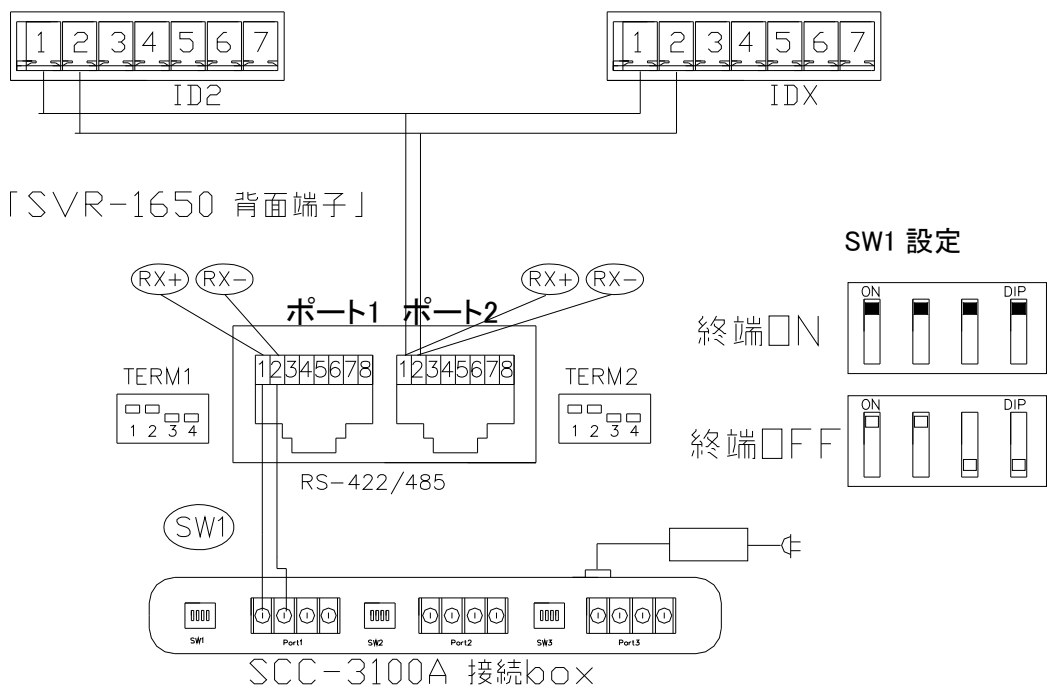 1 2 3 4 5 6 7
1 2 3 4 5 6 7
ID2
IDX
「SVR-1650 背面端子」
SW1 設定
RX+
RX-
RX+
RX-
ポート1
ポート2
ON
DIP
終端ON
TERM1
12345678
12345678
TERM2
1 2 3 4
1 2 3 4
ON
DIP
終端OFF
RS-422/485
SW1
SW1
Port1
SW2
Port2
SW3
Port3
SCC-3100A 接続box